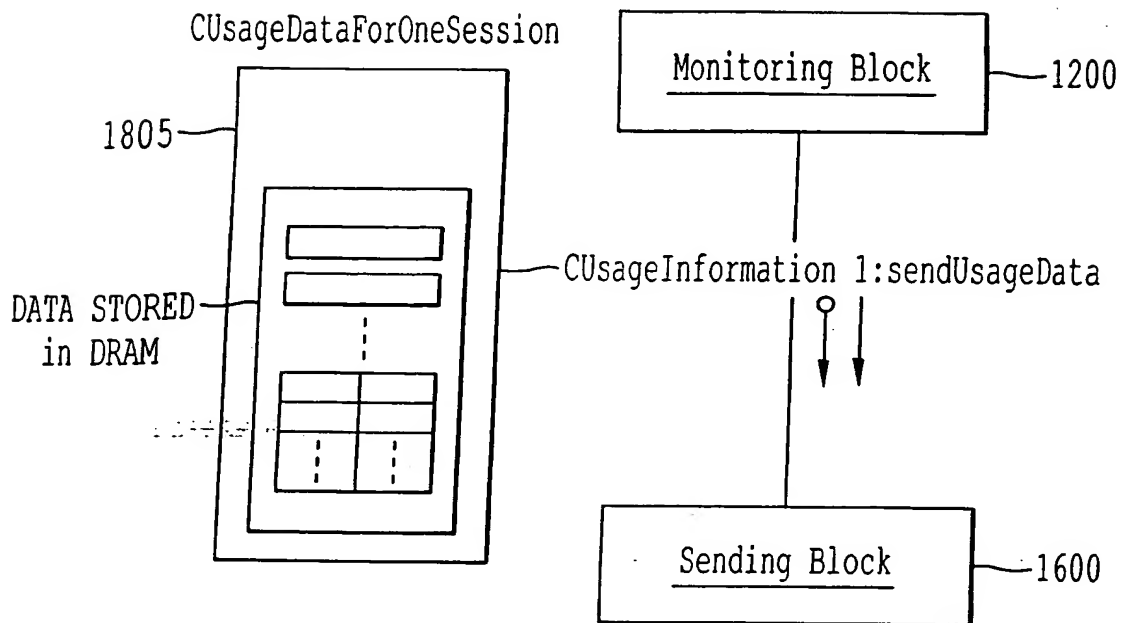 CUsageDataForOneSession
1805
DATA STORED
in DRAM
Monitoring Block
1200
CUsageInformation 1:sendUsageData
Sending Block
1600